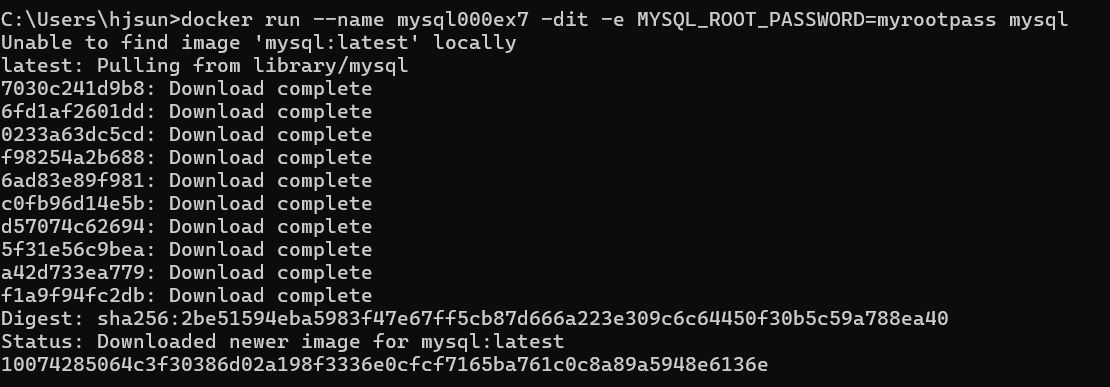 C:\Users\hjsun>docker run --name mysql000ex7 -dit -e MYSQL_ROOT_PASSWORD=myrootpass mysql
Unable to find image 'mysql:latest' locally
latest: Pulling from library/mysql
7030c241d9b8: Download complete
6fd1af2601dd: Download complete
0233a63dc5cd: Download complete
f98254a2b688: Download complete
6ad83e89f981: Download complete
c0fb96d14e5b: Download complete
d57074c62694: Download complete
5f31e56c9bea: Download complete
a42d733ea779: Download complete
f1a9f94fc2db: Download complete
Digest: sha256:2be51594eba5983f47e67ff5cb87d666a223e309c6c64450f30b5c59a788ea40
Status: Downloaded newer image for mysql:latest
10074285064c3f30386d02a198f3336e0cfcf7165ba761c0c8a89a5948e6136e